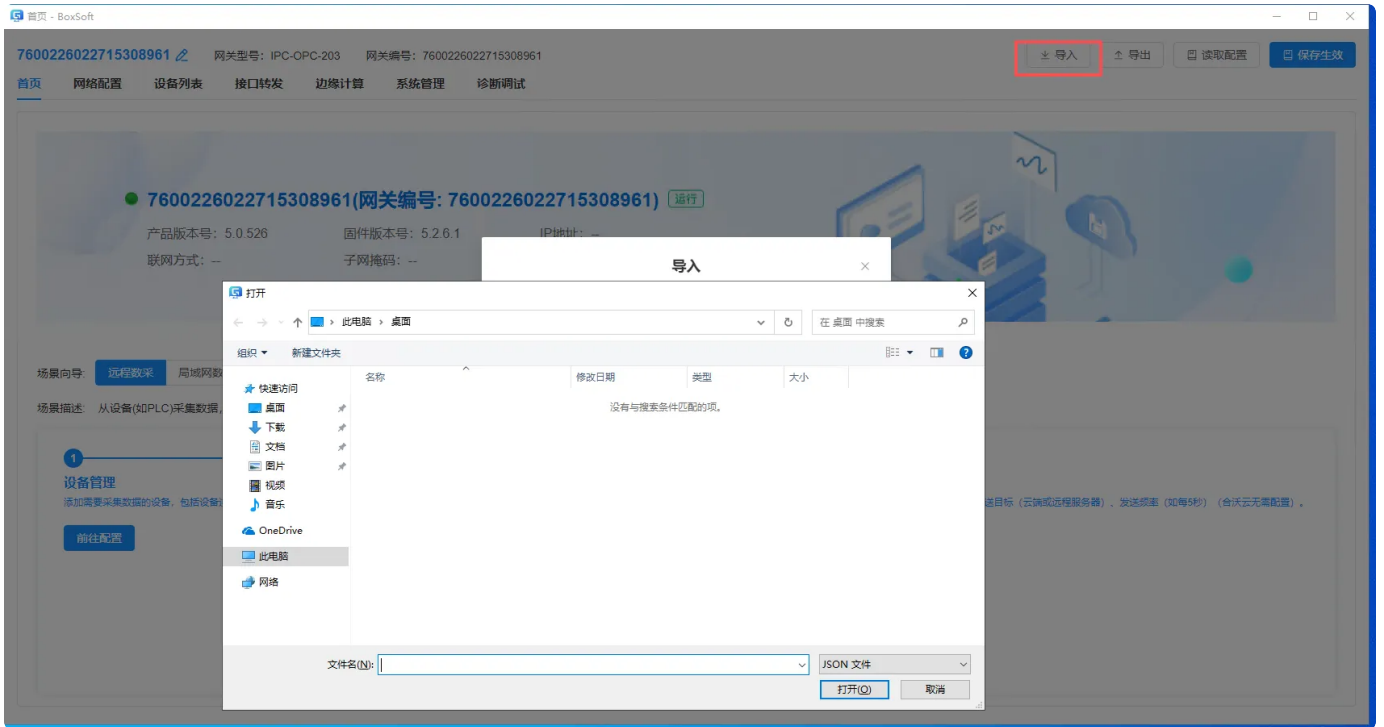 首页 - BoxSoft
7600226022715308961 网关型号: IPC-OPC-203 网关编号: 7600226022715308961
导入 导出 读取配置 保存生效
首页 网络配置 设备列表 接口转发 边缘计算 系统管理 诊断调试
7600226022715308961(网关编号: 7600226022715308961) 运行
产品版本号: 5.0.526 固件版本号: 5.2.6.1 IP地址: --
联网方式: -- 子网掩码: --
导入
打开
此电脑 › 桌面
在 桌面 中搜索
组织 新建文件夹
名称 修改日期 类型 大小
没有与搜索条件匹配的项。
快速访问
桌面
下载
文档
图片
视频
音乐
OneDrive
此电脑
网络
文件名(N):
JSON 文件
打开(O) 取消
场景向导: 远程数采 局域网数
场景描述: 从设备(如PLC)采集数据,
1
设备管理
添加需要采集数据的设备，包括设备
送目标（云端或远程服务器）、发送频率（如每5秒）（合沃云无需配置）。
前往配置